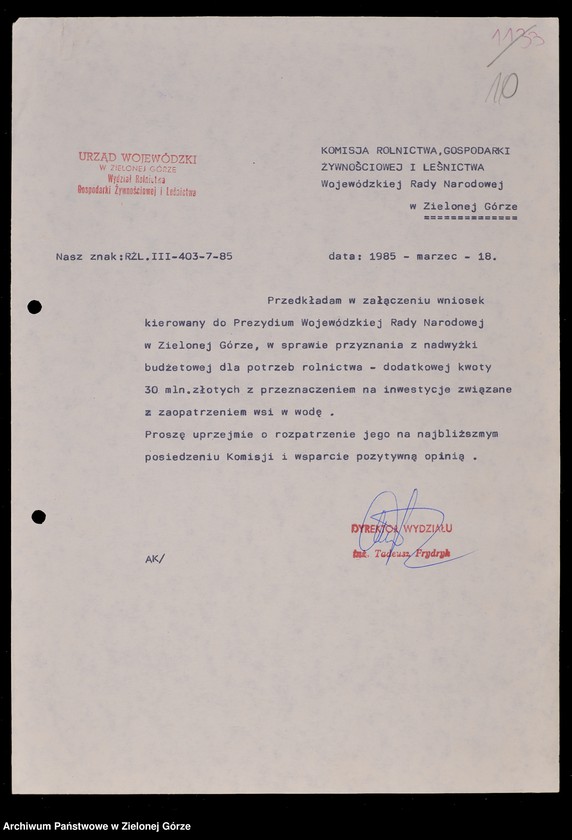 1133
10
URZĄD WOJEWÓDZKI
W ZIELONEJ GÓRZE
Wydział Rolnictwa
Gospodarki Żywnościowej i Leśnictwa
KOMISJA ROLNICTWA,GOSPODARKI
ŻYWNOŚCIOWEJ I LEŚNICTWA
Wojewódzkiej Rady Narodowej
w Zielonej Górze
==============
Nasz znak:RŻL.III-403-7-85
data: 1985 - marzec - 18.
Przedkładam w załączeniu wniosek
kierowany do Prezydium Wojewódzkiej Rady Narodowej
w Zielonej Górze, w sprawie przyznania z nadwyżki
budżetowej dla potrzeb rolnictwa - dodatkowej kwoty
30 mln.złotych z przeznaczeniem na inwestycje związane
z zaopatrzeniem wsi w wodę .
Proszę uprzejmie o rozpatrzenie jego na najbliższmym
posiedzeniu Komisji i wsparcie pozytywną opinią .
DYREKTOR WYDZIAŁU
inż. Tadeusz Frydryk
AK/
Archiwum Państwowe w Zielonej Górze